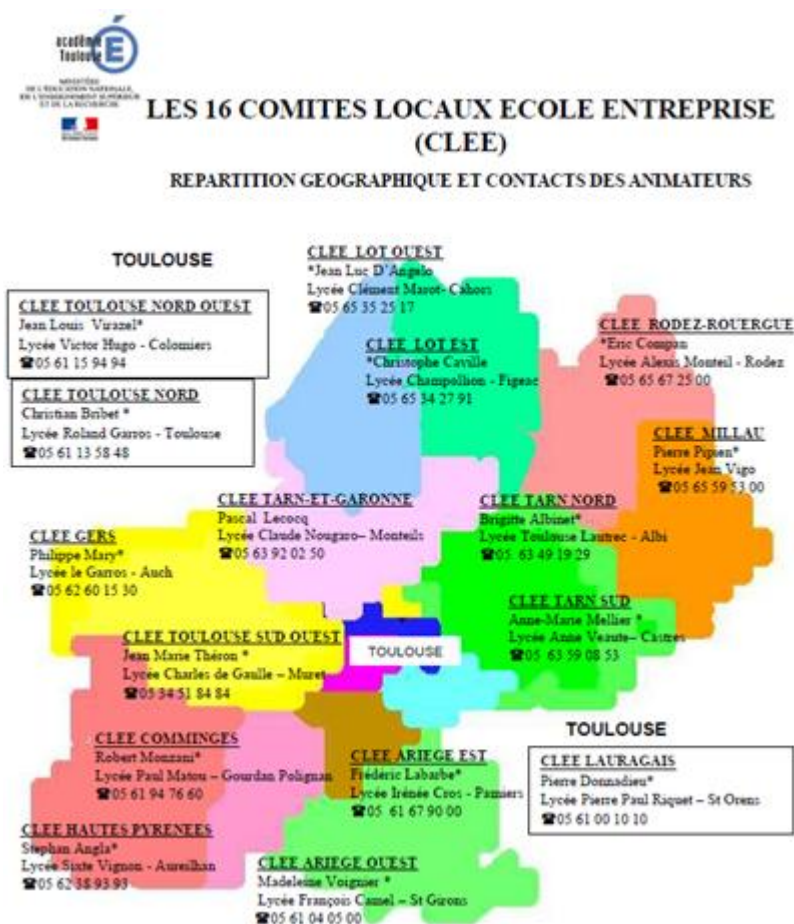 académie
Toulouse
MINISTÈRE
DE L'ÉDUCATION NATIONALE,
DE L'ENSEIGNEMENT SUPÉRIEUR
ET DE LA RECHERCHE
LES 16 COMITES LOCAUX ECOLE ENTREPRISE
(CLEE)
REPARTITION GEOGRAPHIQUE ET CONTACTS DES ANIMATEURS
TOULOUSE
CLEE TOULOUSE NORD OUEST
Jean Louis Virazel*
Lycée Victor Hugo - Colomiers
☎05 61 15 94 94
CLEE TOULOUSE NORD
Christian Bribet *
Lycée Roland Garros - Toulouse
☎05 61 13 58 48
CLEE LOT OUEST
*Jean Luc D'Angelo
Lycée Clément Marot- Cahors
☎05 65 35 25 17
CLEE LOT EST
*Christophe Caville
Lycée Champollion - Figeac
☎05 65 34 27 91
CLEE RODEZ-ROUERGUE
*Eric Compan
Lycée Alexis Monteil - Rodez
☎05 65 67 25 00
CLEE MILLAU
Pierre Pipien*
Lycée Jean Vigo
☎05 65 59 53 00
CLEE TARN-ET-GARONNE
Pascal Lecocq
Lycée Claude Nougaro– Monteils
☎05 63 92 02 50
CLEE TARN NORD
Brigitte Albinet*
Lycée Toulouse Lautrec - Albi
☎05 63 49 19 29
CLEE GERS
Philippe Mary*
Lycée le Garros - Auch
☎05 62 60 15 30
CLEE TARN SUD
Anne-Marie Mellier *
Lycée Anne Veaute– Castres
☎05 63 59 08 53
CLEE TOULOUSE SUD OUEST
Jean Marie Théron *
Lycée Charles de Gaulle – Muret
☎05 34 51 84 84
TOULOUSE
CLEE COMMINGES
Robert Monzani*
Lycée Paul Matou – Gourdan Polignan
☎05 61 94 76 60
CLEE ARIEGE EST
Frédéric Labarbe*
Lycée Irénée Cros - Pamiers
☎05 61 67 90 00
TOULOUSE
CLEE LAURAGAIS
Pierre Donnadieu*
Lycée Pierre Paul Riquet – St Orens
☎05 61 00 10 10
CLEE HAUTES PYRENEES
Stephan Angla*
Lycée Sixte Vignon - Aureilhan
☎05 62 38 93 93
CLEE ARIEGE OUEST
Madeleine Voignier *
Lycée François Camel – St Girons
☎05 61 04 05 00